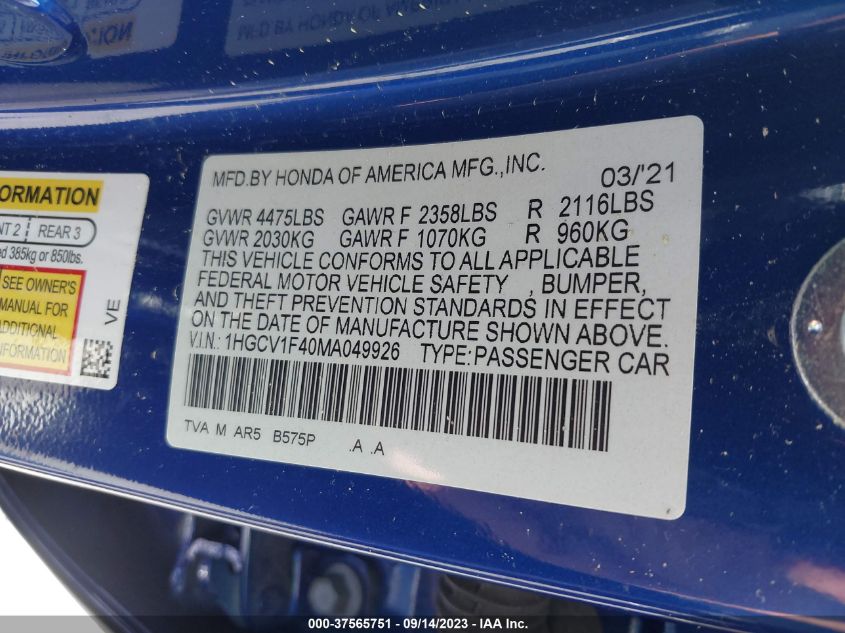 MFD.BY HONDA OF AMERICA MFG.,INC. 03/'21
GVWR 4475LBS GAWR F 2358LBS R 2116LBS
GVWR 2030KG GAWR F 1070KG R 960KG
THIS VEHICLE CONFORMS TO ALL APPLICABLE
FEDERAL MOTOR VEHICLE SAFETY , BUMPER,
AND THEFT PREVENTION STANDARDS IN EFFECT
ON THE DATE OF MANUFACTURE SHOWN ABOVE.
V.I.N: 1HGCV1F40MA049926 TYPE:PASSENGER CAR
TVA M AR5 B575P .A .A
ORMATION
NT 2 REAR 3
ed 385kg or 850lbs.
SEE OWNER'S
MANUAL FOR
ADDITIONAL
INFORMATION
VE
000-37565751 — 09/14/2023 — IAA Inc.